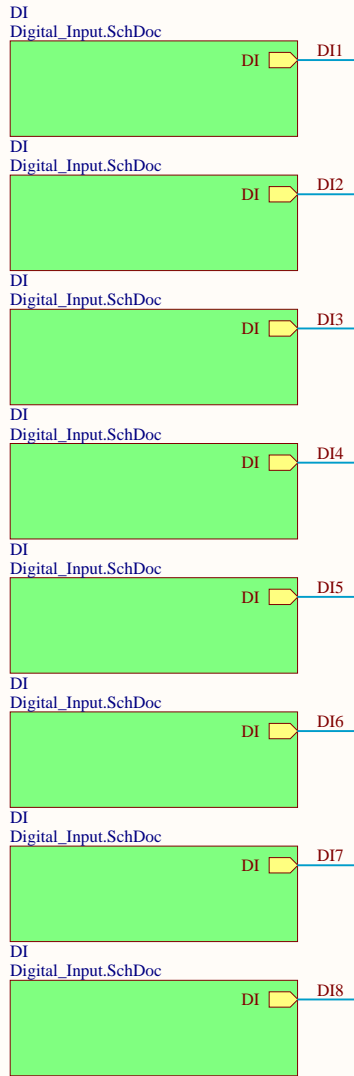 DI
Digital_Input.SchDoc
DI DI1
DI
Digital_Input.SchDoc
DI DI2
DI
Digital_Input.SchDoc
DI DI3
DI
Digital_Input.SchDoc
DI DI4
DI
Digital_Input.SchDoc
DI DI5
DI
Digital_Input.SchDoc
DI DI6
DI
Digital_Input.SchDoc
DI DI7
DI
Digital_Input.SchDoc
DI DI8